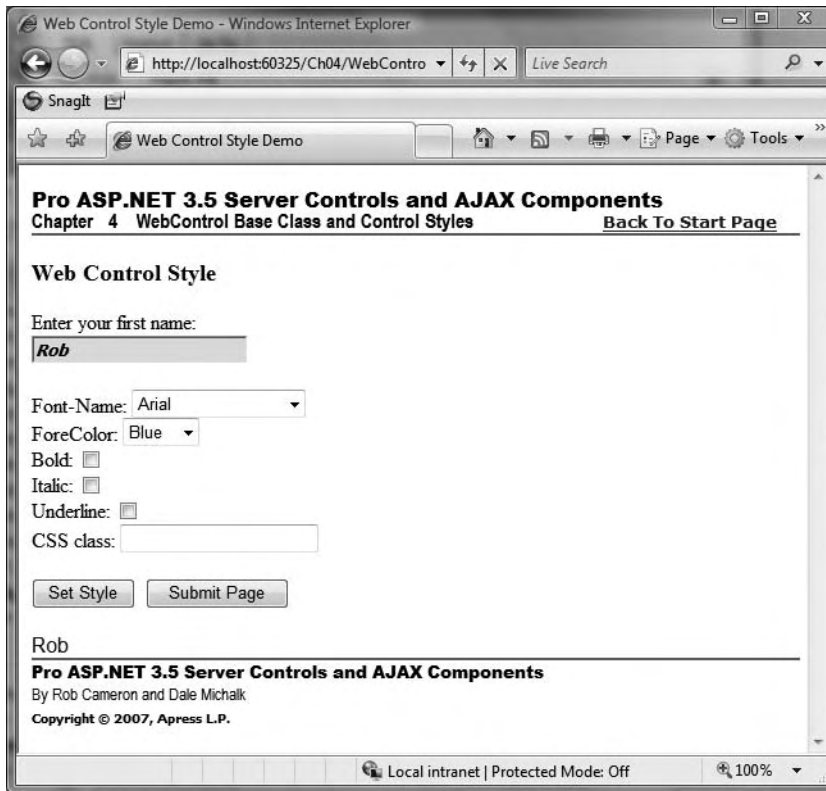 Web Control Style Demo - Windows Internet Explorer
http://localhost:60325/Ch04/WebContro
Live Search
SnagIt
Web Control Style Demo
Page
Tools
Pro ASP.NET 3.5 Server Controls and AJAX Components
Chapter 4 WebControl Base Class and Control Styles Back To Start Page
Web Control Style
Enter your first name:
Rob
Font-Name: Arial
ForeColor: Blue
Bold:
Italic:
Underline:
CSS class:
Set Style Submit Page
Rob
Pro ASP.NET 3.5 Server Controls and AJAX Components
By Rob Cameron and Dale Michalk
Copyright © 2007, Apress L.P.
Local intranet | Protected Mode: Off 100%